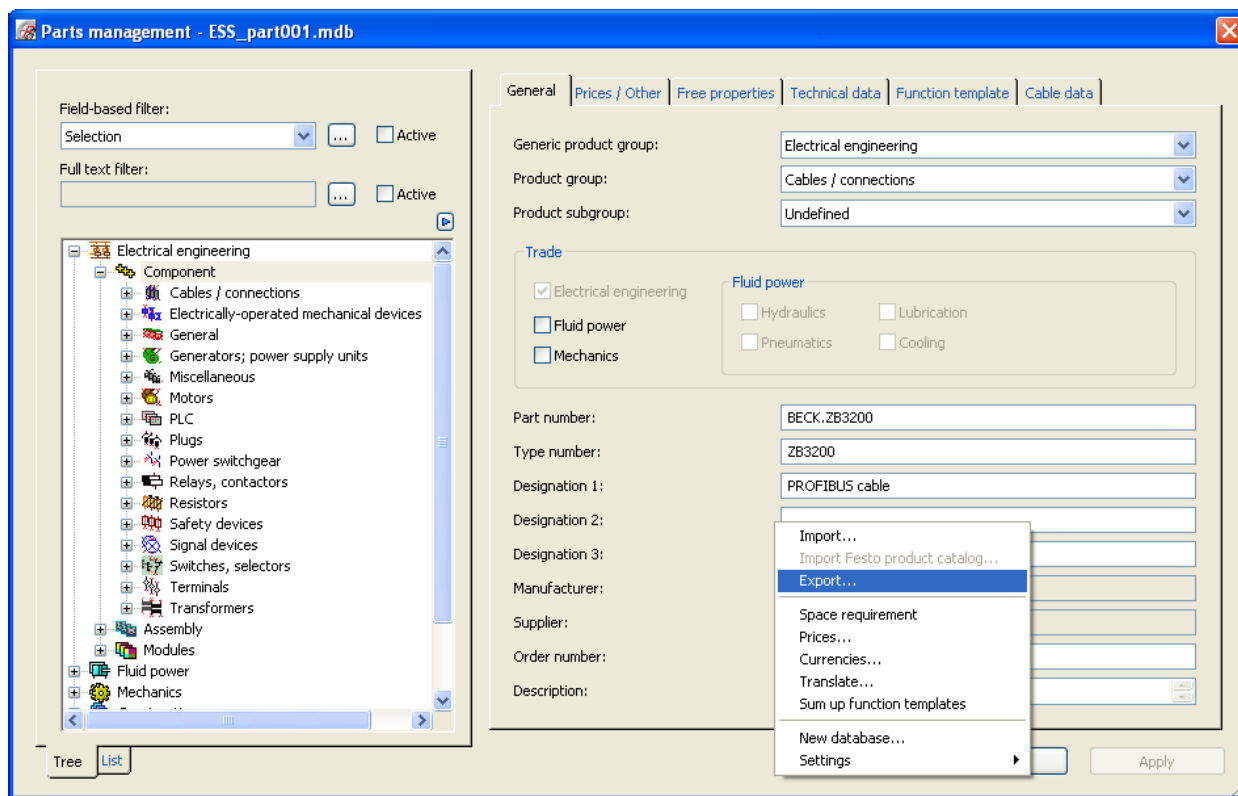 Parts management - ESS_part001.mdb
Field-based filter:
Selection
...
Active
Full text filter:
...
Active
Electrical engineering
Component
Cables / connections
Electrically-operated mechanical devices
General
Generators; power supply units
Miscellaneous
Motors
PLC
Plugs
Power switchgear
Relays, contactors
Resistors
Safety devices
Signal devices
Switches, selectors
Terminals
Transformers
Assembly
Modules
Fluid power
Mechanics
Tree
List
General
Prices / Other
Free properties
Technical data
Function template
Cable data
Generic product group:
Electrical engineering
Product group:
Cables / connections
Product subgroup:
Undefined
Trade
Electrical engineering
Fluid power
Mechanics
Fluid power
Hydraulics
Lubrication
Pneumatics
Cooling
Part number:
BECK.ZB3200
Type number:
ZB3200
Designation 1:
PROFIBUS cable
Designation 2:
Designation 3:
Manufacturer:
Supplier:
Order number:
Description:
Import...
Import Festo product catalog...
Export...
Space requirement
Prices...
Currencies...
Translate...
Sum up function templates
New database...
Settings
Apply